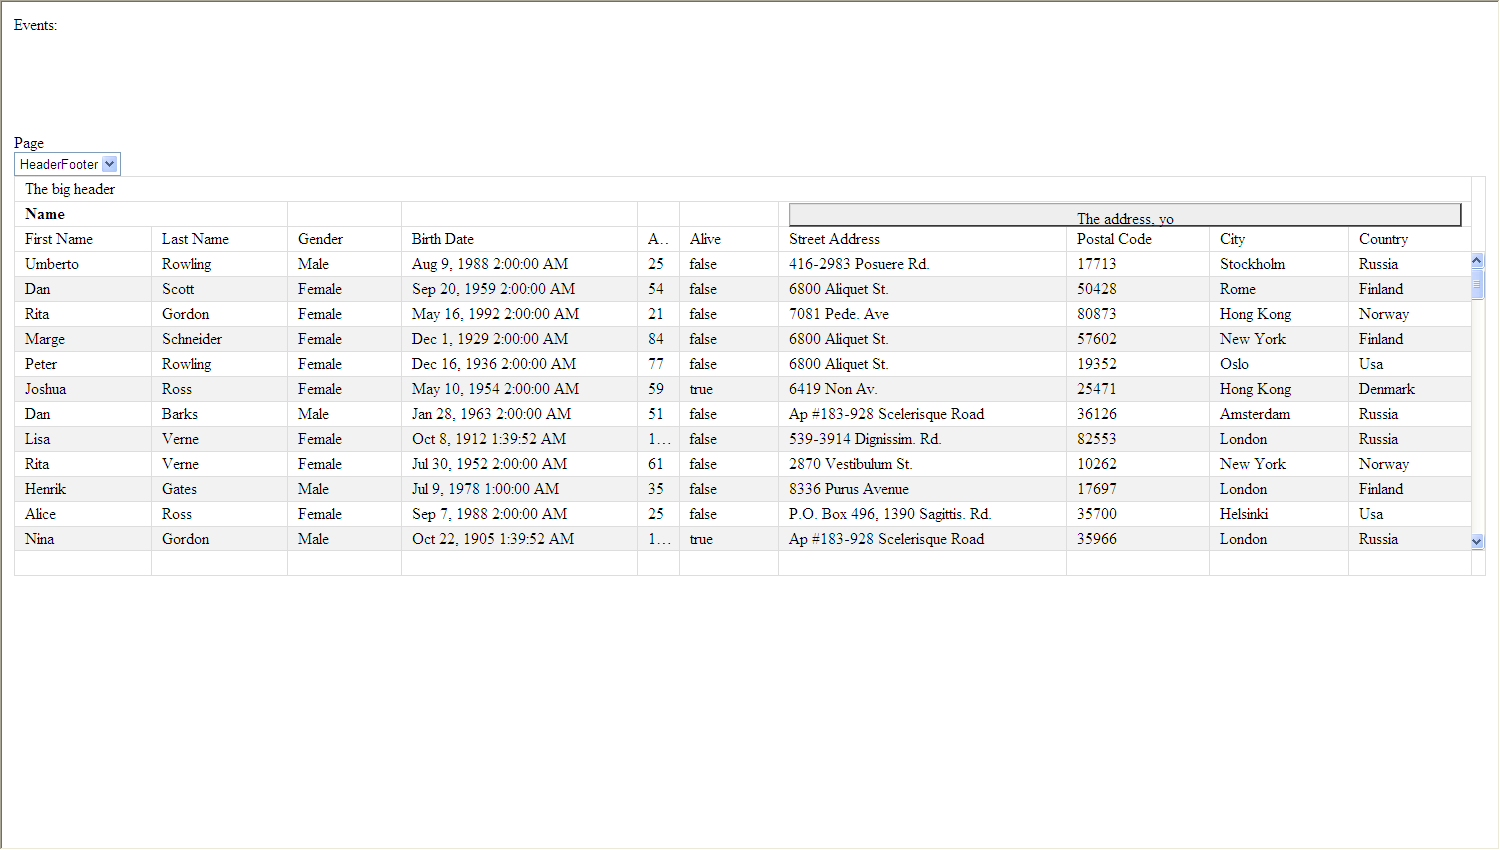 Events:
Page
HeaderFooter
The big header
Name The address, yo
First Name Last Name Gender Birth Date A… Alive Street Address Postal Code City Country
Umberto Rowling Male Aug 9, 1988 2:00:00 AM 25 false 416-2983 Posuere Rd. 17713 Stockholm Russia
Dan Scott Female Sep 20, 1959 2:00:00 AM 54 false 6800 Aliquet St. 50428 Rome Finland
Rita Gordon Female May 16, 1992 2:00:00 AM 21 false 7081 Pede. Ave 80873 Hong Kong Norway
Marge Schneider Female Dec 1, 1929 2:00:00 AM 84 false 6800 Aliquet St. 57602 New York Finland
Peter Rowling Female Dec 16, 1936 2:00:00 AM 77 false 6800 Aliquet St. 19352 Oslo Usa
Joshua Ross Female May 10, 1954 2:00:00 AM 59 true 6419 Non Av. 25471 Hong Kong Denmark
Dan Barks Male Jan 28, 1963 2:00:00 AM 51 false Ap #183-928 Scelerisque Road 36126 Amsterdam Russia
Lisa Verne Female Oct 8, 1912 1:39:52 AM 1… false 539-3914 Dignissim. Rd. 82553 London Russia
Rita Verne Female Jul 30, 1952 2:00:00 AM 61 false 2870 Vestibulum St. 10262 New York Norway
Henrik Gates Male Jul 9, 1978 1:00:00 AM 35 false 8336 Purus Avenue 17697 London Finland
Alice Ross Female Sep 7, 1988 2:00:00 AM 25 false P.O. Box 496, 1390 Sagittis. Rd. 35700 Helsinki Usa
Nina Gordon Male Oct 22, 1905 1:39:52 AM 1… true Ap #183-928 Scelerisque Road 35966 London Russia